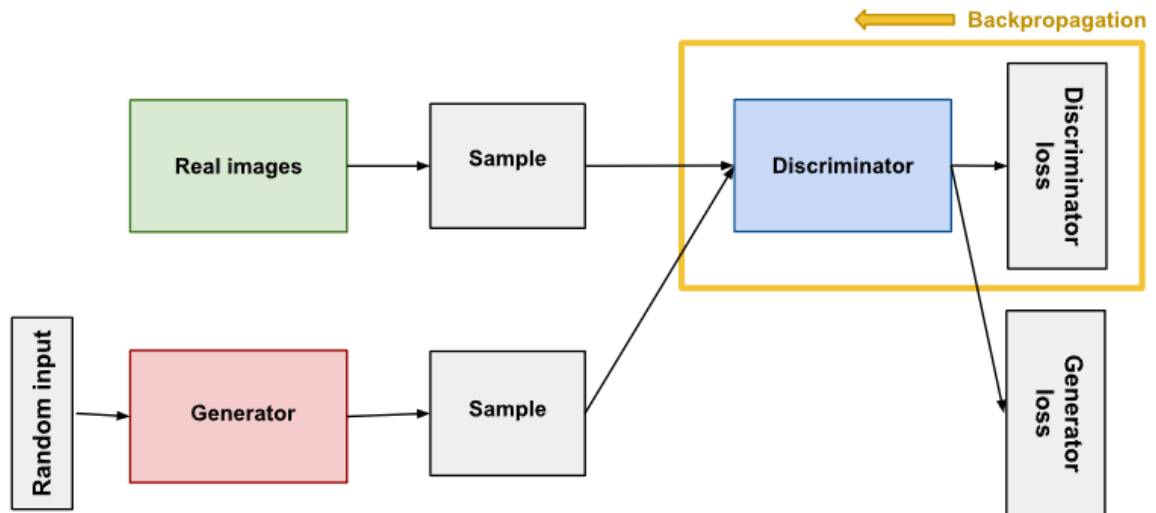 Backpropagation
Real images
Sample
Discriminator
Discriminator
loss
Random input
Generator
Sample
Generator
loss